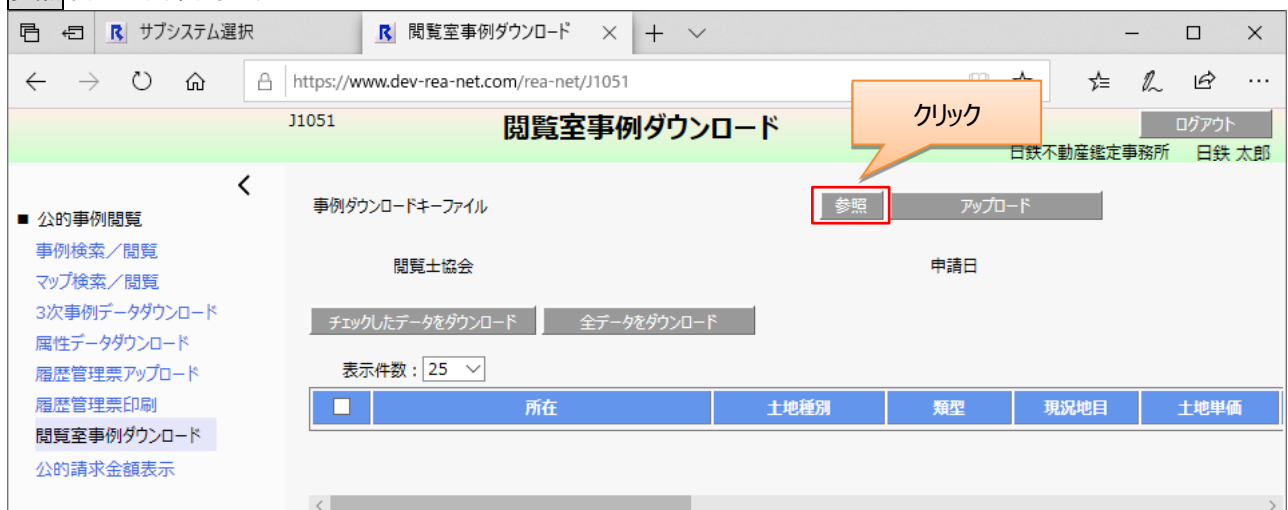 サブシステム選択
閲覧室事例ダウンロード
https://www.dev-rea-net.com/rea-net/J1051
J1051
閲覧室事例ダウンロード
クリック
ログアウト
日鉄不動産鑑定事務所 日鉄 太郎
■ 公的事例閲覧
事例検索／閲覧
マップ検索／閲覧
3次事例データダウンロード
属性データダウンロード
履歴管理票アップロード
履歴管理票印刷
閲覧室事例ダウンロード
公的請求金額表示
事例ダウンロードキーファイル 参照 アップロード
閲覧士協会 申請日
チェックしたデータをダウンロード 全データをダウンロード
表示件数：25
所在 土地種別 類型 現況地目 土地単価